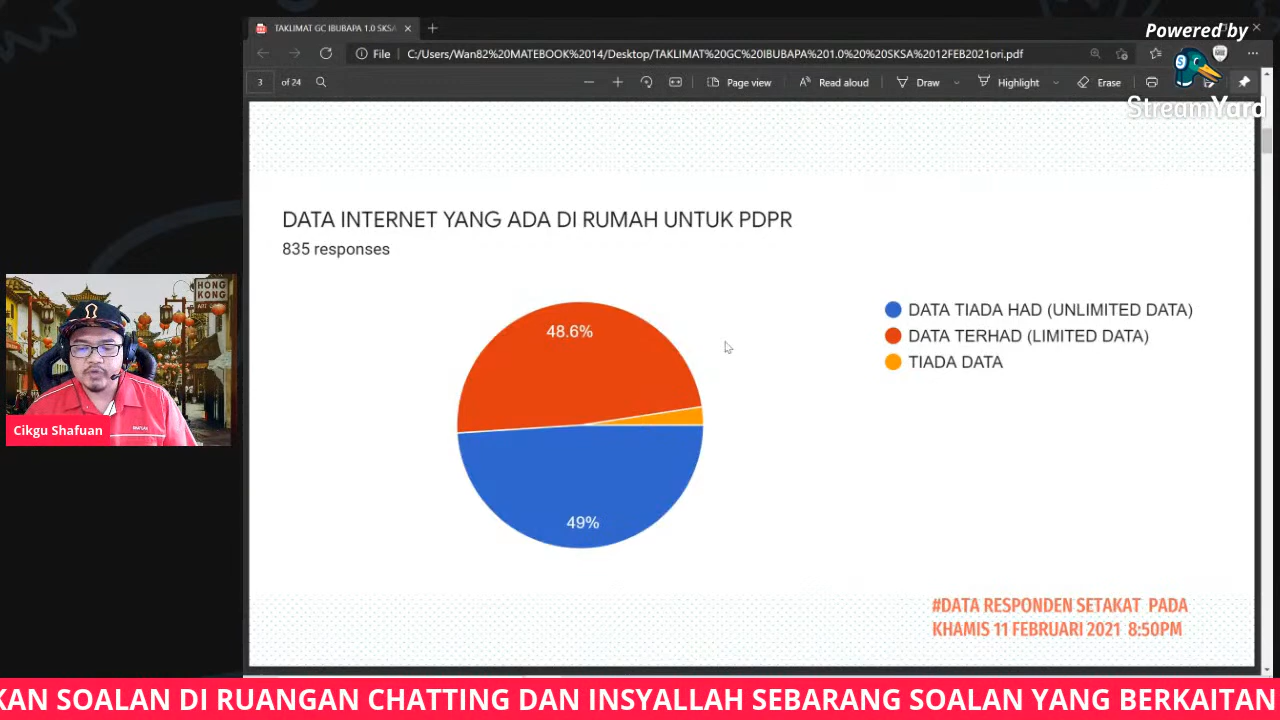 TAKLIMAT GC IBUBAPA 1.0 SKSA
Powered by
StreamYard
File
C:/Users/Wan82%20MATEBOOK%2014/Desktop/TAKLIMAT%20GC%20IBUBAPA%201.0%20%20SKSA%2012FEB2021ori.pdf
3 of 24
Page view
Read aloud
Draw
Highlight
Erase
DATA INTERNET YANG ADA DI RUMAH UNTUK PDPR
835 responses
48.6%
49%
DATA TIADA HAD (UNLIMITED DATA)
DATA TERHAD (LIMITED DATA)
TIADA DATA
HONG
KONG
Cikgu Shafuan
#DATA RESPONDEN SETAKAT PADA
KHAMIS 11 FEBRUARI 2021 8:50PM
KAN SOALAN DI RUANGAN CHATTING DAN INSYALLAH SEBARANG SOALAN YANG BERKAITAN